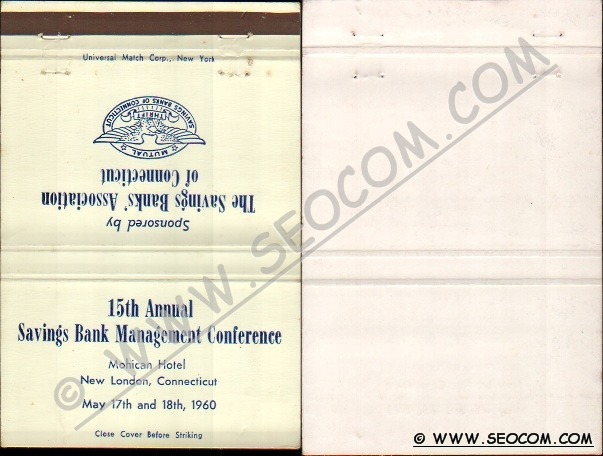 Universal Match Corp., New York
SAVINGS BANKS OF CONNECTICUT
THRIFT
★ MUTUAL ★
of Connecticut
The Savings Banks' Association
Sponsored by
15th Annual
Savings Bank Management Conference
Mohican Hotel
New London, Connecticut
May 17th and 18th, 1960
Close Cover Before Striking
© WWW.SEOCOM.COM
© WWW.SEOCOM.COM